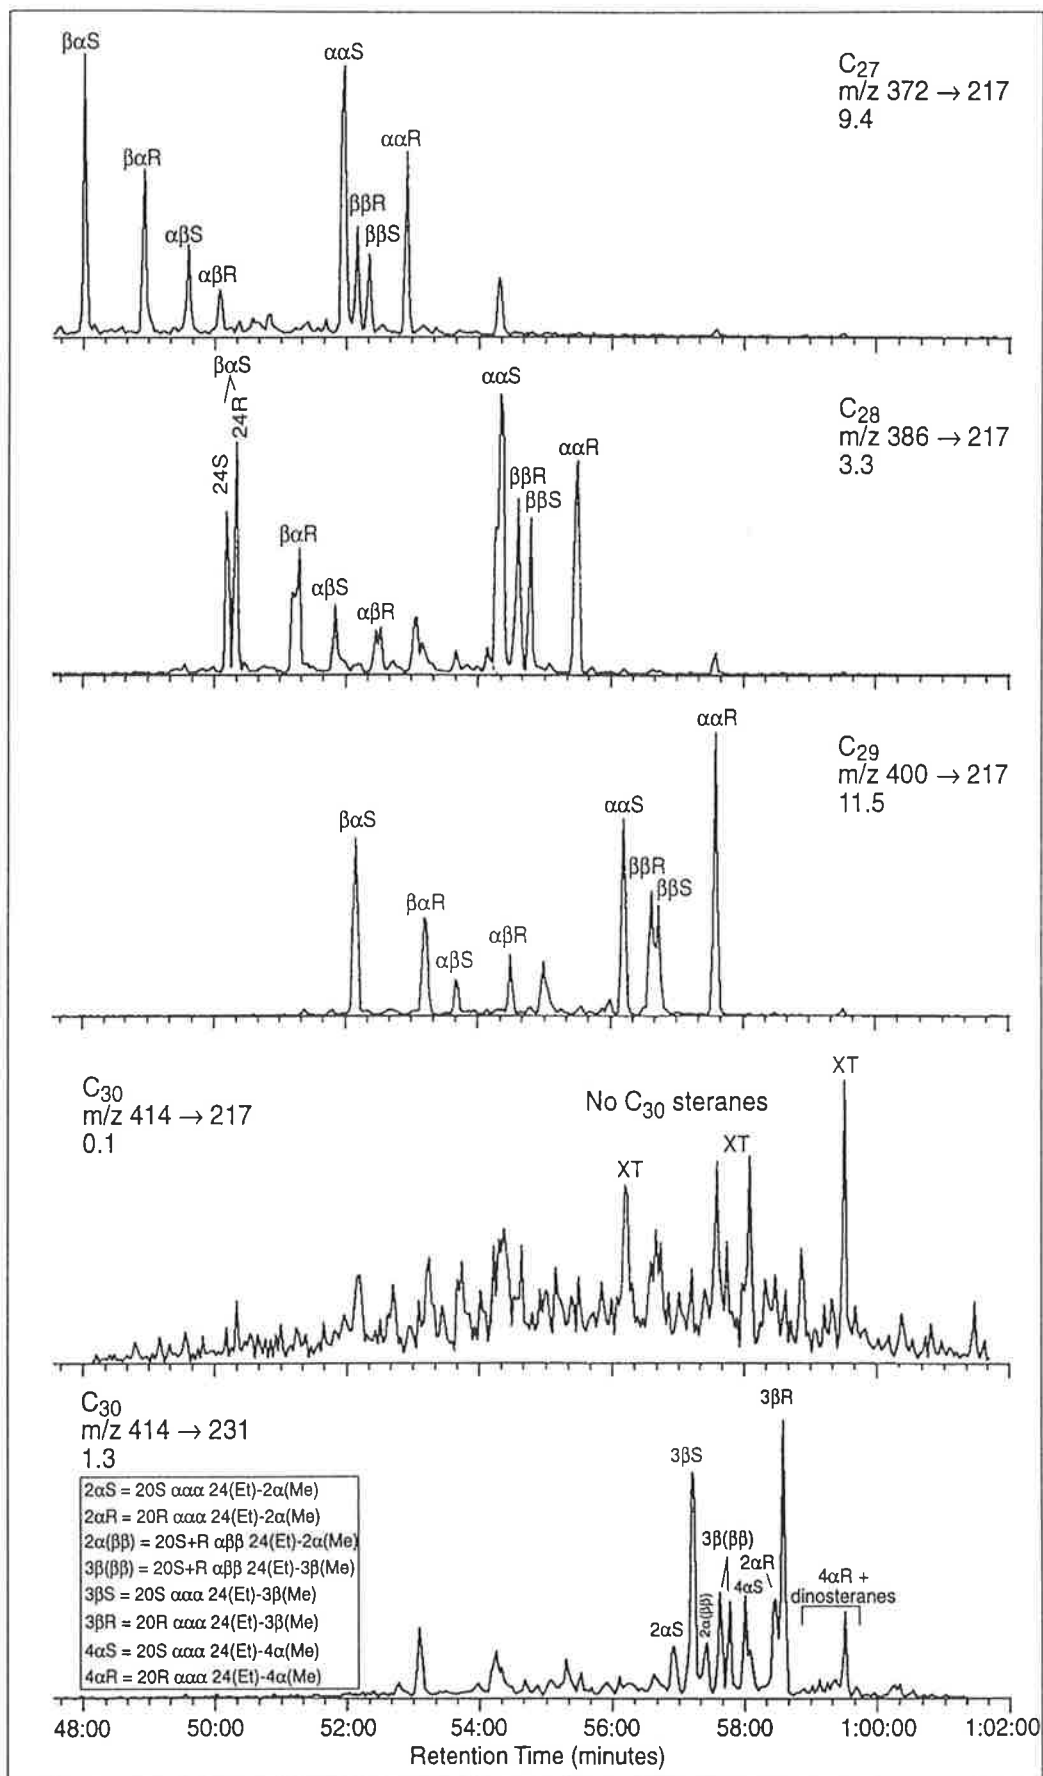 βαS
ααS
C27
m/z 372 → 217
9.4
βαR
ααR
ββR
αβS
ββS
αβR
βαS
24S
24R
ααS
C28
m/z 386 → 217
3.3
ααR
ββR
ββS
βαR
αβS
αβR
ααR
C29
m/z 400 → 217
11.5
ααS
βαS
ββR
ββS
βαR
αβR
αβS
C30
m/z 414 → 217
0.1
No C30 steranes
XT
XT
XT
C30
m/z 414 → 231
1.3
2αS = 20S ααα 24(Et)-2α(Me)
2αR = 20R ααα 24(Et)-2α(Me)
2α(ββ) = 20S+R αββ 24(Et)-2α(Me)
3β(ββ) = 20S+R αββ 24(Et)-3β(Me)
3βS = 20S ααα 24(Et)-3β(Me)
3βR = 20R ααα 24(Et)-3β(Me)
4αS = 20S ααα 24(Et)-4α(Me)
4αR = 20R ααα 24(Et)-4α(Me)
3βR
3βS
3β(ββ)
2αR
4αS
2αS
2α(ββ)
4αR +
dinosteranes
48:00 50:00 52:00 54:00 56:00 58:00 1:00:00 1:02:00
Retention Time (minutes)